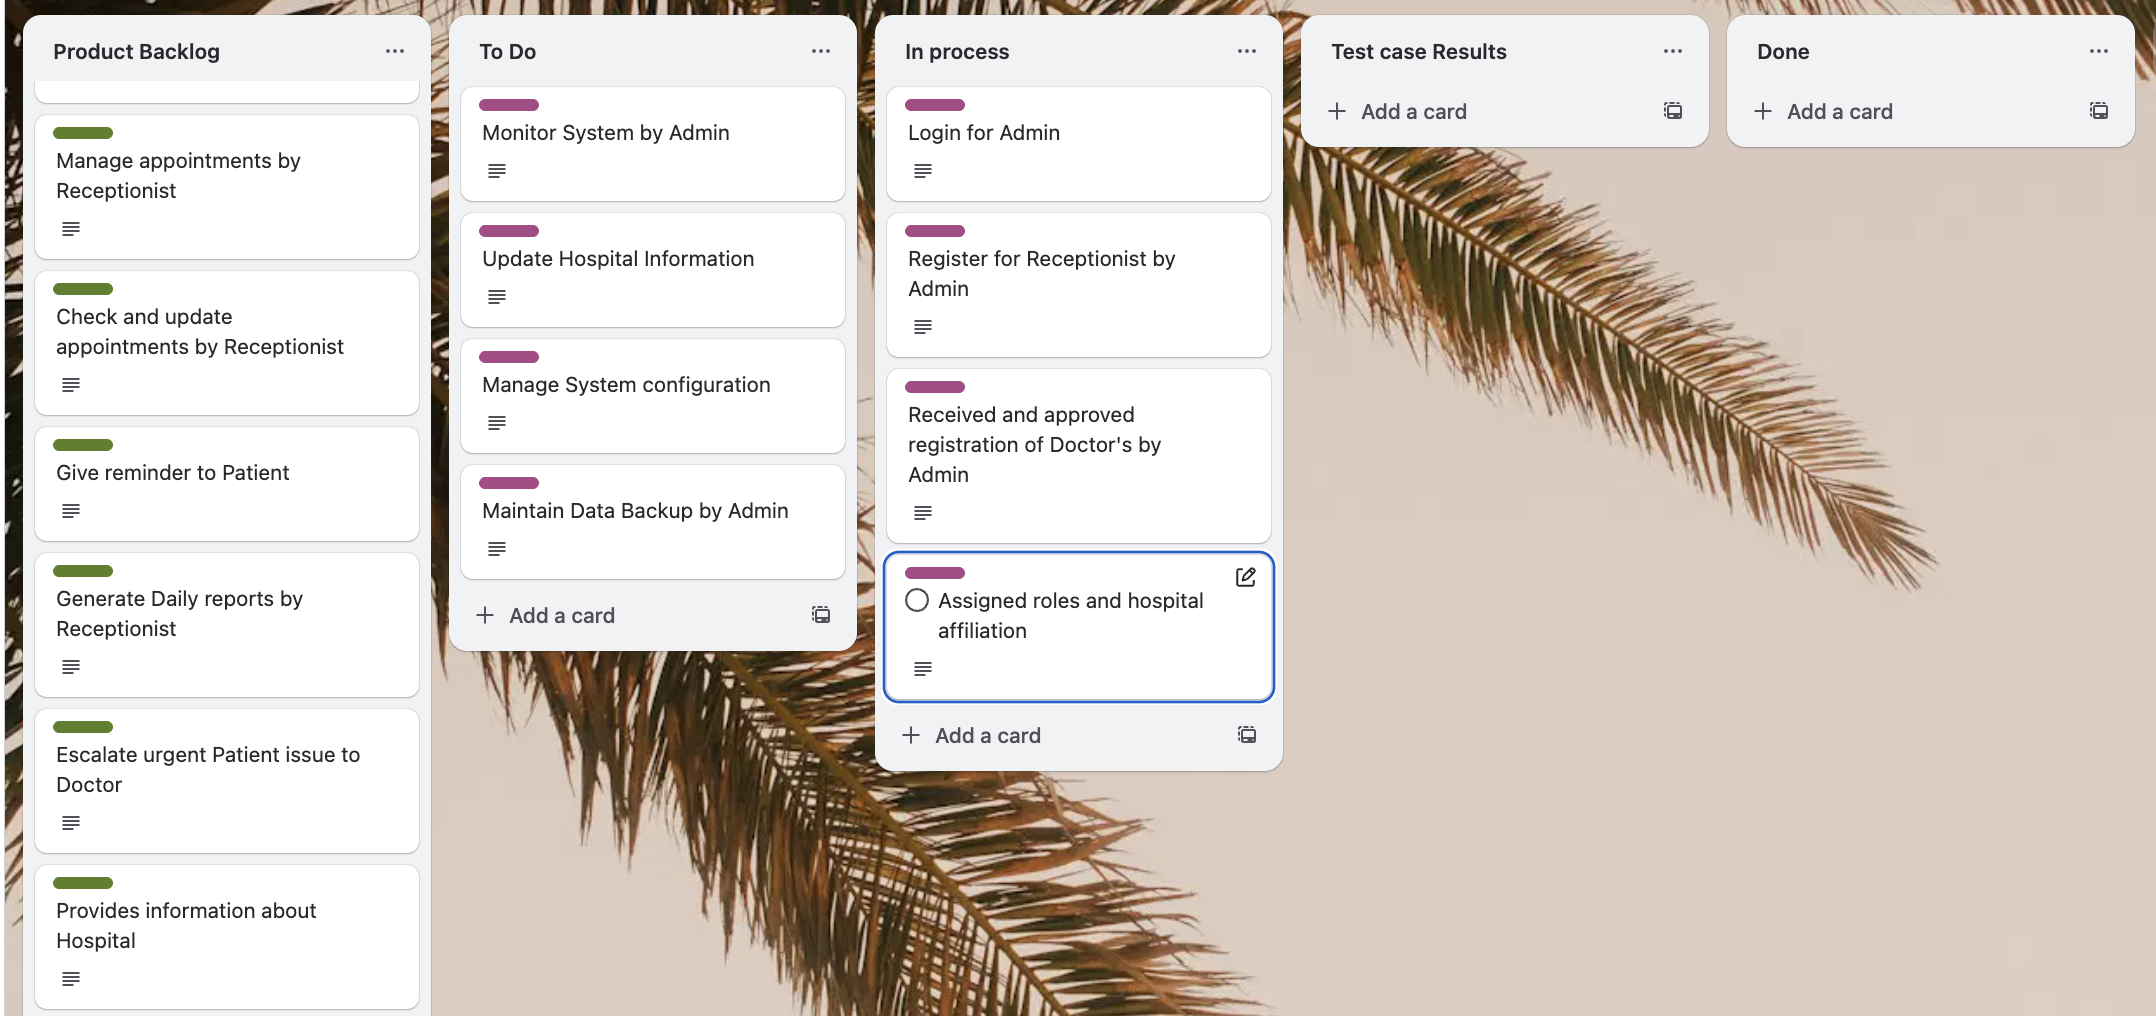 Product Backlog
Manage appointments by
Receptionist
Check and update
appointments by Receptionist
Give reminder to Patient
Generate Daily reports by
Receptionist
Escalate urgent Patient issue to
Doctor
Provides information about
Hospital
To Do
Monitor System by Admin
Update Hospital Information
Manage System configuration
Maintain Data Backup by Admin
Add a card
In process
Login for Admin
Register for Receptionist by
Admin
Received and approved
registration of Doctor's by
Admin
Assigned roles and hospital
affiliation
Add a card
Test case Results
Add a card
Done
Add a card